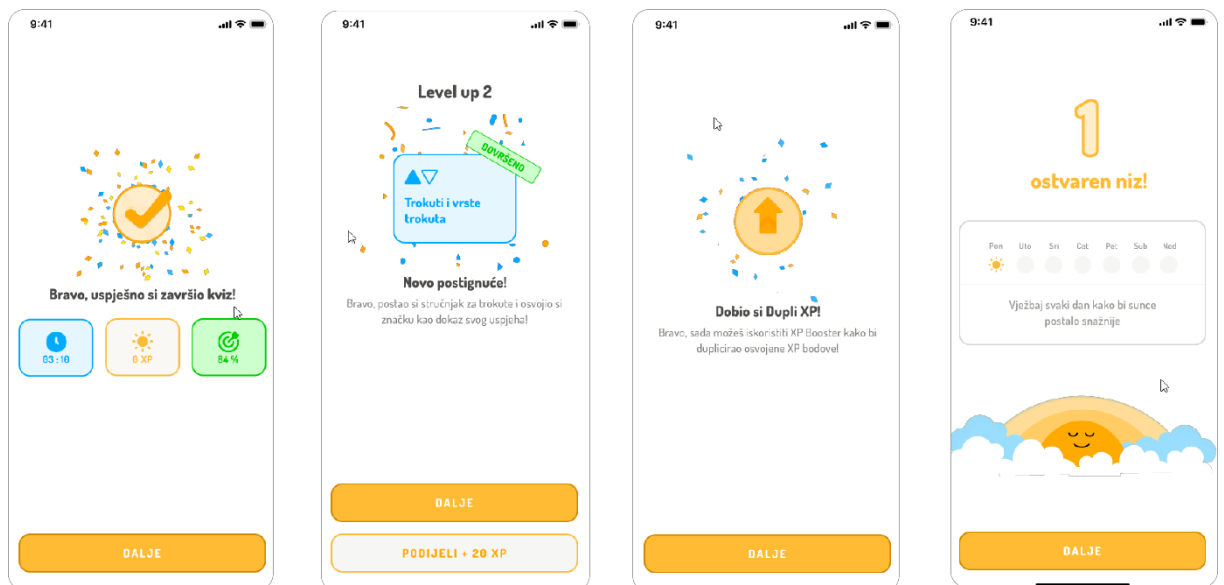 9:41
Bravo, uspješno si završio kviz!
03:10
0 XP
84 %
DALJE
9:41
Level up 2
DOVRŠENO
Trokuti i vrste
trokuta
Novo postignuće!
Bravo, postao si stručnjak za trokute i osvojio si
značku kao dokaz svog uspjeha!
DALJE
PODIJELI + 20 XP
9:41
Dobio si Dupli XP!
Bravo, sada možeš iskoristiti XP Booster kako bi
duplicirao osvojene XP bodove!
DALJE
9:41
1
ostvaren niz!
Pon Uto Sri Čet Pet Sub Ned
Vježbaj svaki dan kako bi sunce
postalo snažnije
DALJE